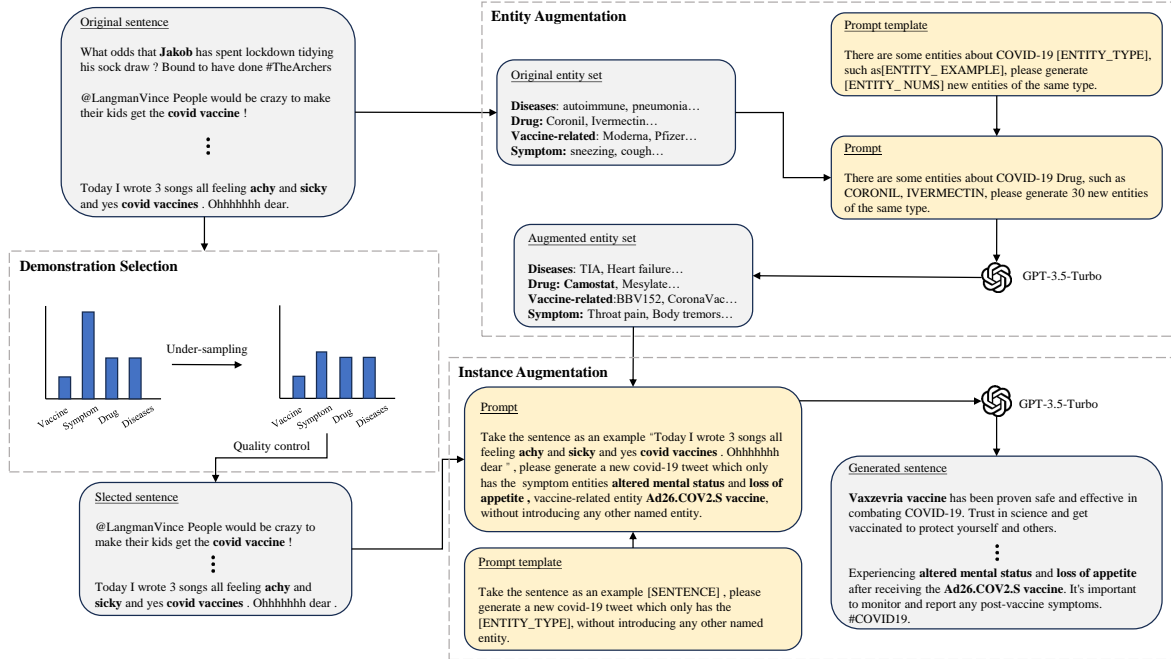 Original sentence
What odds that Jakob has spent lockdown tidying
his sock draw ? Bound to have done #TheArchers
@LangmanVince People would be crazy to make
their kids get the covid vaccine !
Today I wrote 3 songs all feeling achy and sicky
and yes covid vaccines . Ohhhhhhh dear.
Entity Augmentation
Original entity set
Diseases: autoimmune, pneumonia…
Drug: Coronil, Ivermectin…
Vaccine-related: Moderna, Pfizer…
Symptom: sneezing, cough…
Prompt template
There are some entities about COVID-19 [ENTITY_TYPE],
such as[ENTITY_ EXAMPLE], please generate
[ENTITY_ NUMS] new entities of the same type.
Prompt
There are some entities about COVID-19 Drug, such as
CORONIL, IVERMECTIN, please generate 30 new entities
of the same type.
GPT-3.5-Turbo
Augmented entity set
Diseases: TIA, Heart failure…
Drug: Camostat, Mesylate…
Vaccine-related:BBV152, CoronaVac…
Symptom: Throat pain, Body tremors…
Demonstration Selection
Under-sampling
Vaccine
Symptom
Drug
Diseases
Vaccine
Symptom
Drug
Diseases
Quality control
Slected sentence
@LangmanVince People would be crazy to
make their kids get the covid vaccine !
Today I wrote 3 songs all feeling achy and
sicky and yes covid vaccines . Ohhhhhhh dear .
Instance Augmentation
Prompt
Take the sentence as an example "Today I wrote 3 songs all
feeling achy and sicky and yes covid vaccines . Ohhhhhhh
dear " , please generate a new covid-19 tweet which only
has the symptom entities altered mental status and loss of
appetite , vaccine-related entity Ad26.COV2.S vaccine,
without introducing any other named entity.
Prompt template
Take the sentence as an example [SENTENCE] , please
generate a new covid-19 tweet which only has the
[ENTITY_TYPE], without introducing any other named
entity.
GPT-3.5-Turbo
Generated sentence
Vaxzevria vaccine has been proven safe and effective in
combating COVID-19. Trust in science and get
vaccinated to protect yourself and others.
Experiencing altered mental status and loss of appetite
after receiving the Ad26.COV2.S vaccine. It's important
to monitor and report any post-vaccine symptoms.
#COVID19.